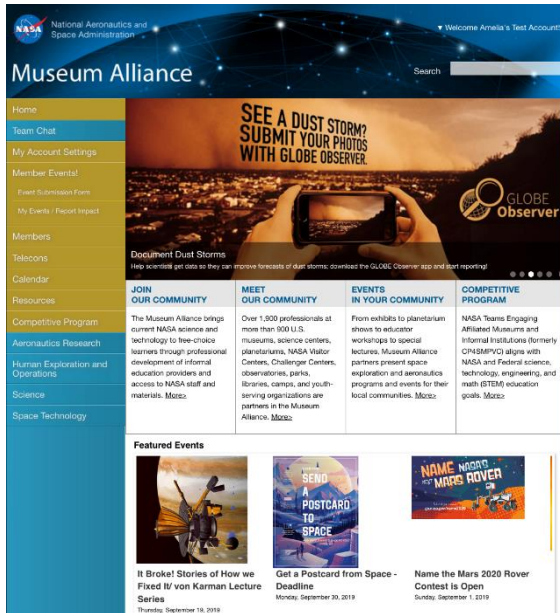 National Aeronautics and
Space Administration
NASA
▼ Welcome Amelia's Test Account!
Museum Alliance
Search
Home
Team Chat
My Account Settings
Member Events!
Event Submission Form
My Events / Report Impact
Members
Telecons
Calendar
Resources
Competitive Program
Aeronautics Research
Human Exploration and
Operations
Science
Space Technology
SEE A DUST STORM?
SUBMIT YOUR PHOTOS
WITH GLOBE OBSERVER.
GLOBE
Observer
Document Dust Storms
Help scientists get data so they can improve forecasts of dust storms; download the GLOBE Observer app and start reporting!
JOIN
OUR COMMUNITY
The Museum Alliance brings
current NASA science and
technology to free-choice
learners through professional
development of informal
education providers and
access to NASA staff and
materials. More>
MEET
OUR COMMUNITY
Over 1,900 professionals at
more than 900 U.S.
museums, science centers,
planetariums, NASA Visitor
Centers, Challenger Centers,
observatories, parks,
libraries, camps, and youth-
serving organizations are
partners in the Museum
Alliance. More>
EVENTS
IN YOUR COMMUNITY
From exhibits to planetarium
shows to educator
workshops to special
lectures, Museum Alliance
partners present space
exploration and aeronautics
programs and events for their
local communities. More>
COMPETITIVE
PROGRAM
NASA Teams Engaging
Affiliated Museums and
Informal Institutions (formerly
CP4SMPVC) aligns with
NASA and Federal science,
technology, engineering, and
math (STEM) education
goals. More>
Featured Events
SEND
A
POSTCARD
TO
SPACE
NAME NASA'S
NEXT MARS ROVER
It Broke! Stories of How we
Fixed It/ von Karman Lecture
Series
Thursday, September 19, 2019
Get a Postcard from Space -
Deadline
Monday, September 30, 2019
Name the Mars 2020 Rover
Contest is Open
Sunday, September 1, 2019